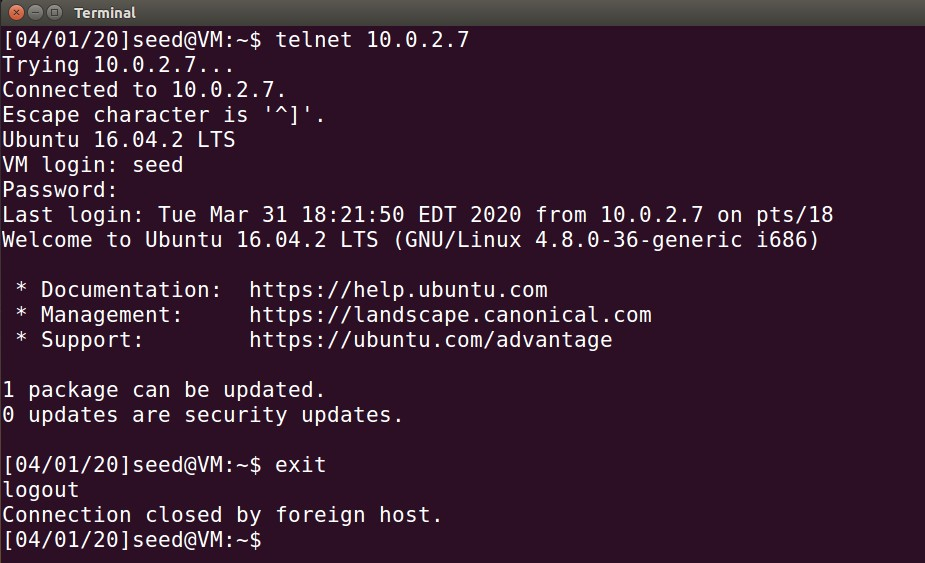 Terminal
[04/01/20]seed@VM:~$ telnet 10.0.2.7
Trying 10.0.2.7...
Connected to 10.0.2.7.
Escape character is '^]'.
Ubuntu 16.04.2 LTS
VM login: seed
Password:
Last login: Tue Mar 31 18:21:50 EDT 2020 from 10.0.2.7 on pts/18
Welcome to Ubuntu 16.04.2 LTS (GNU/Linux 4.8.0-36-generic i686)
 * Documentation:  https://help.ubuntu.com
 * Management:     https://landscape.canonical.com
 * Support:        https://ubuntu.com/advantage
1 package can be updated.
0 updates are security updates.
[04/01/20]seed@VM:~$ exit
logout
Connection closed by foreign host.
[04/01/20]seed@VM:~$